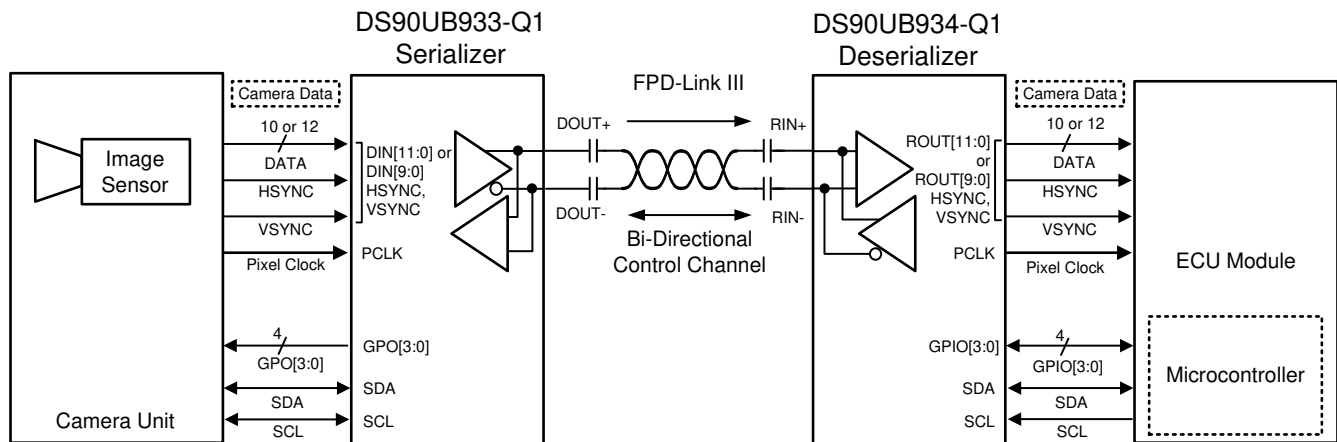 DS90UB933-Q1
Serializer
DS90UB934-Q1
Deserializer
Camera Data
FPD-Link III
Camera Data
10 or 12
DATA
HSYNC
VSYNC
Pixel Clock
Image
Sensor
DIN[11:0] or
DIN[9:0]
HSYNC,
VSYNC
PCLK
DOUT+
DOUT-
RIN+
RIN-
Bi-Directional
Control Channel
ROUT[11:0]
or
ROUT[9:0]
HSYNC,
VSYNC
PCLK
10 or 12
DATA
HSYNC
VSYNC
Pixel Clock
ECU Module
4
GPO[3:0]
GPO[3:0]
GPIO[3:0]
4
GPIO[3:0]
SDA
SDA
SDA
SDA
Microcontroller
Camera Unit
SCL
SCL
SCL
SCL